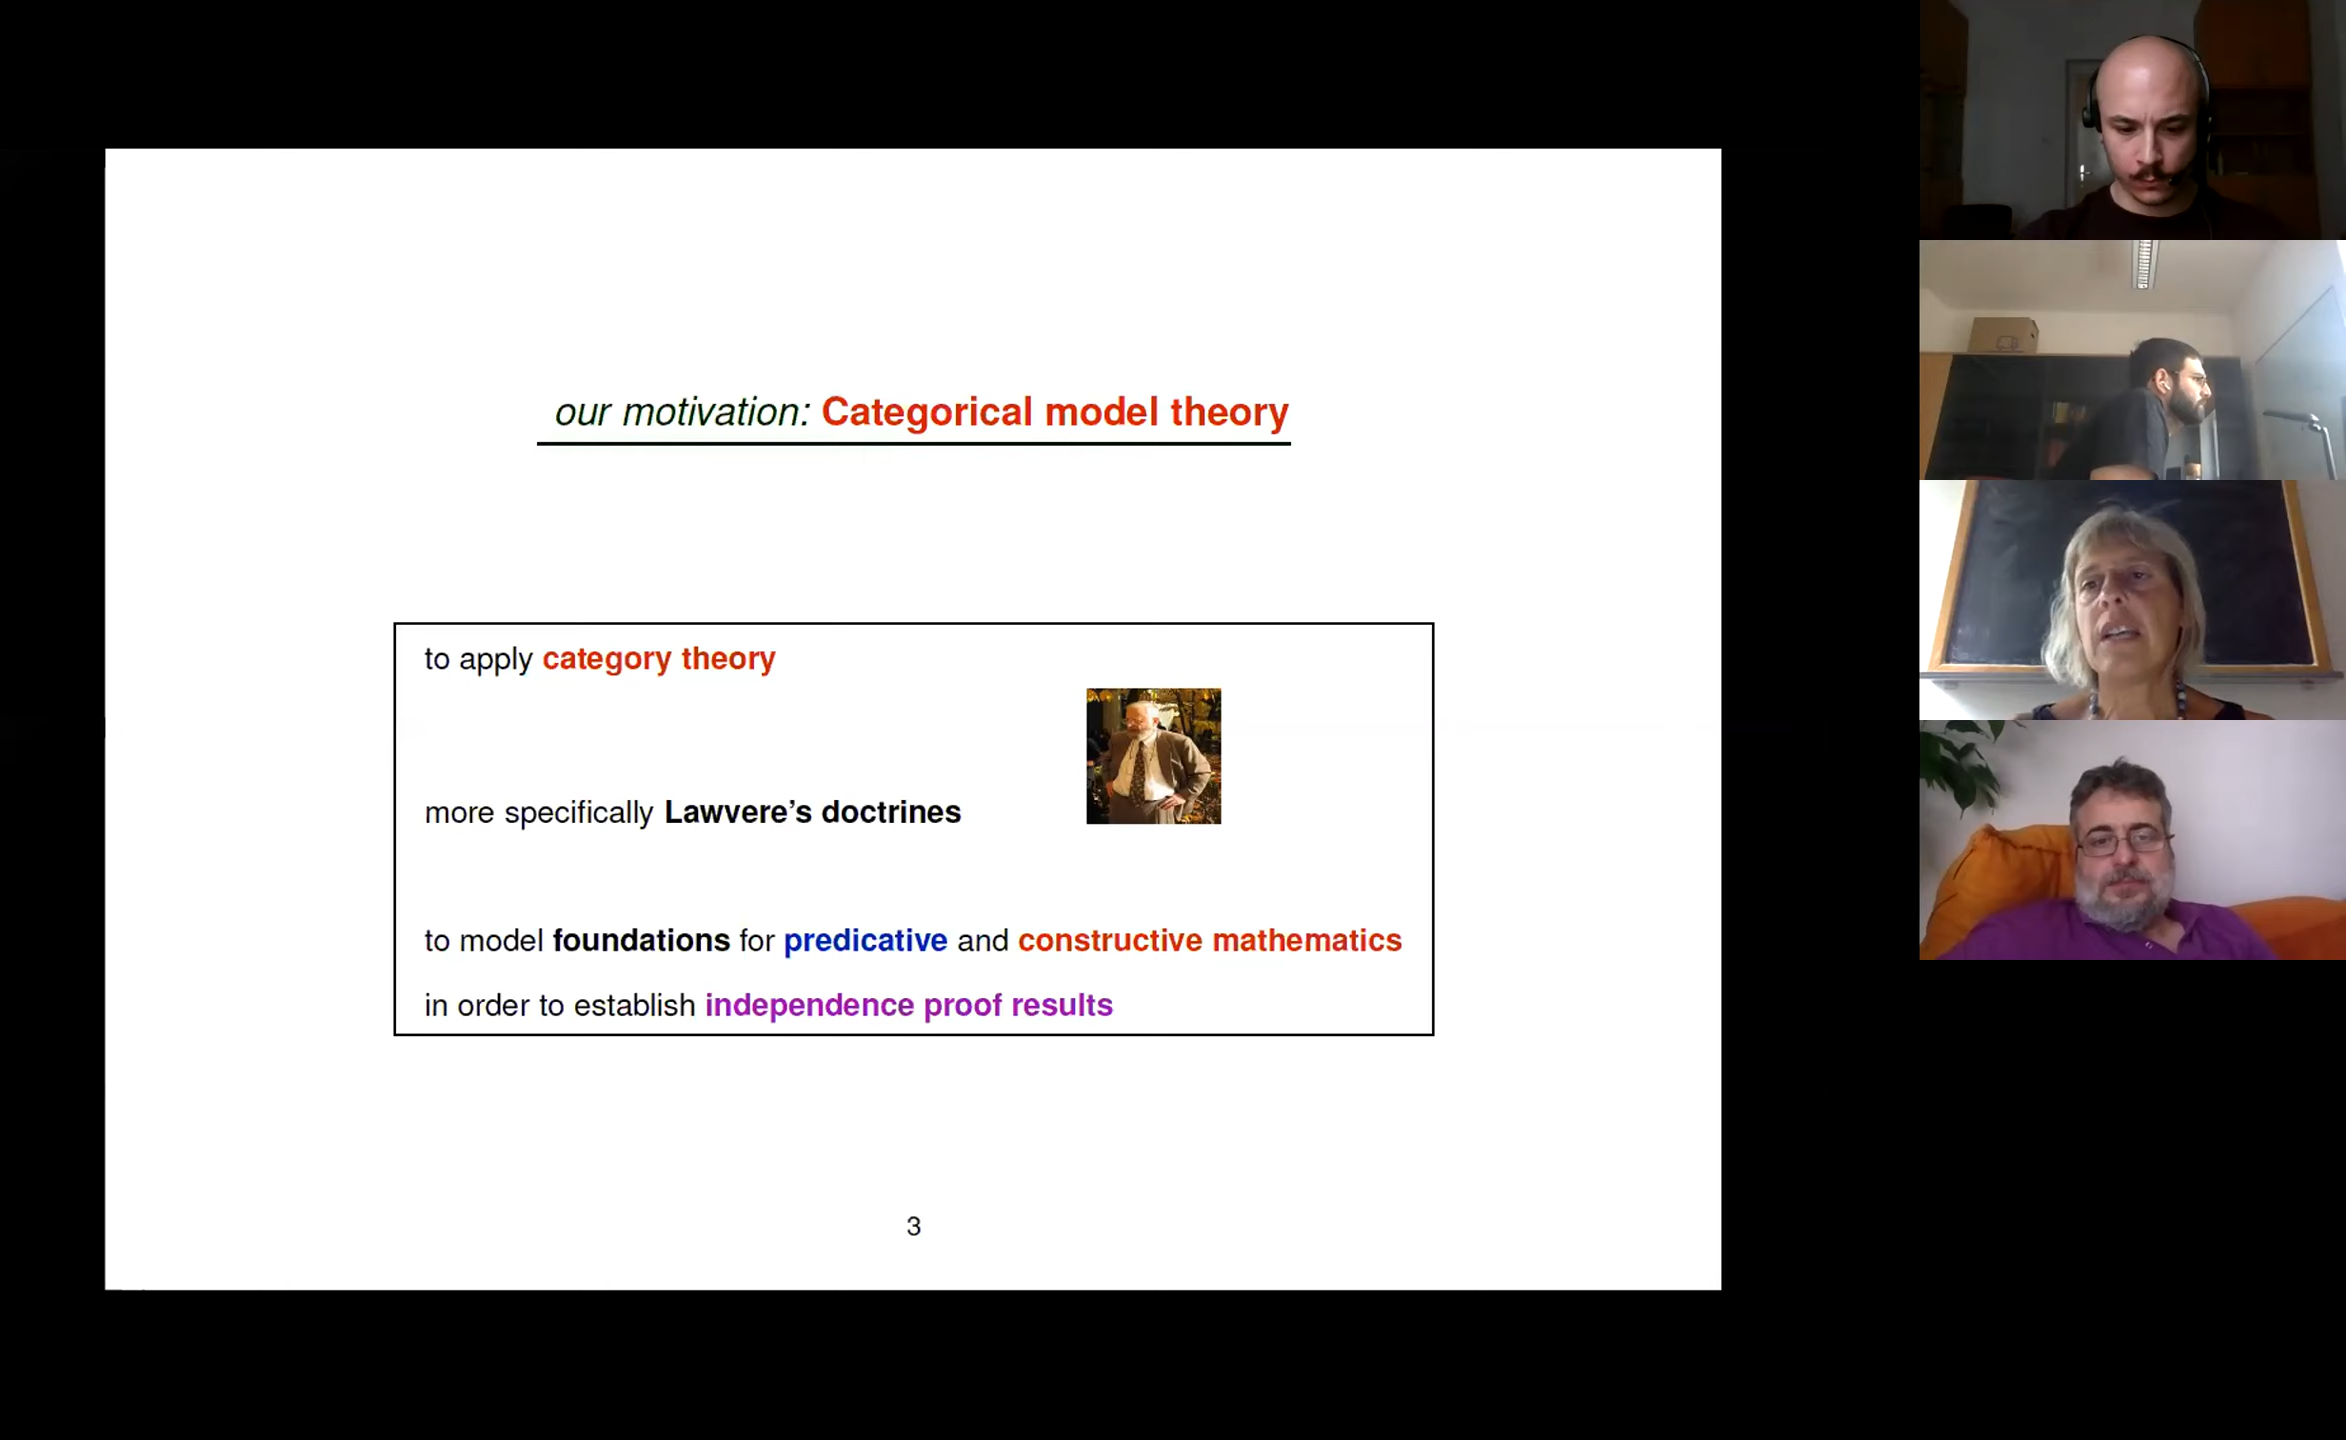 our motivation: Categorical model theory
to apply category theory
more specifically Lawvere’s doctrines
to model foundations for predicative and constructive mathematics
in order to establish independence proof results
3